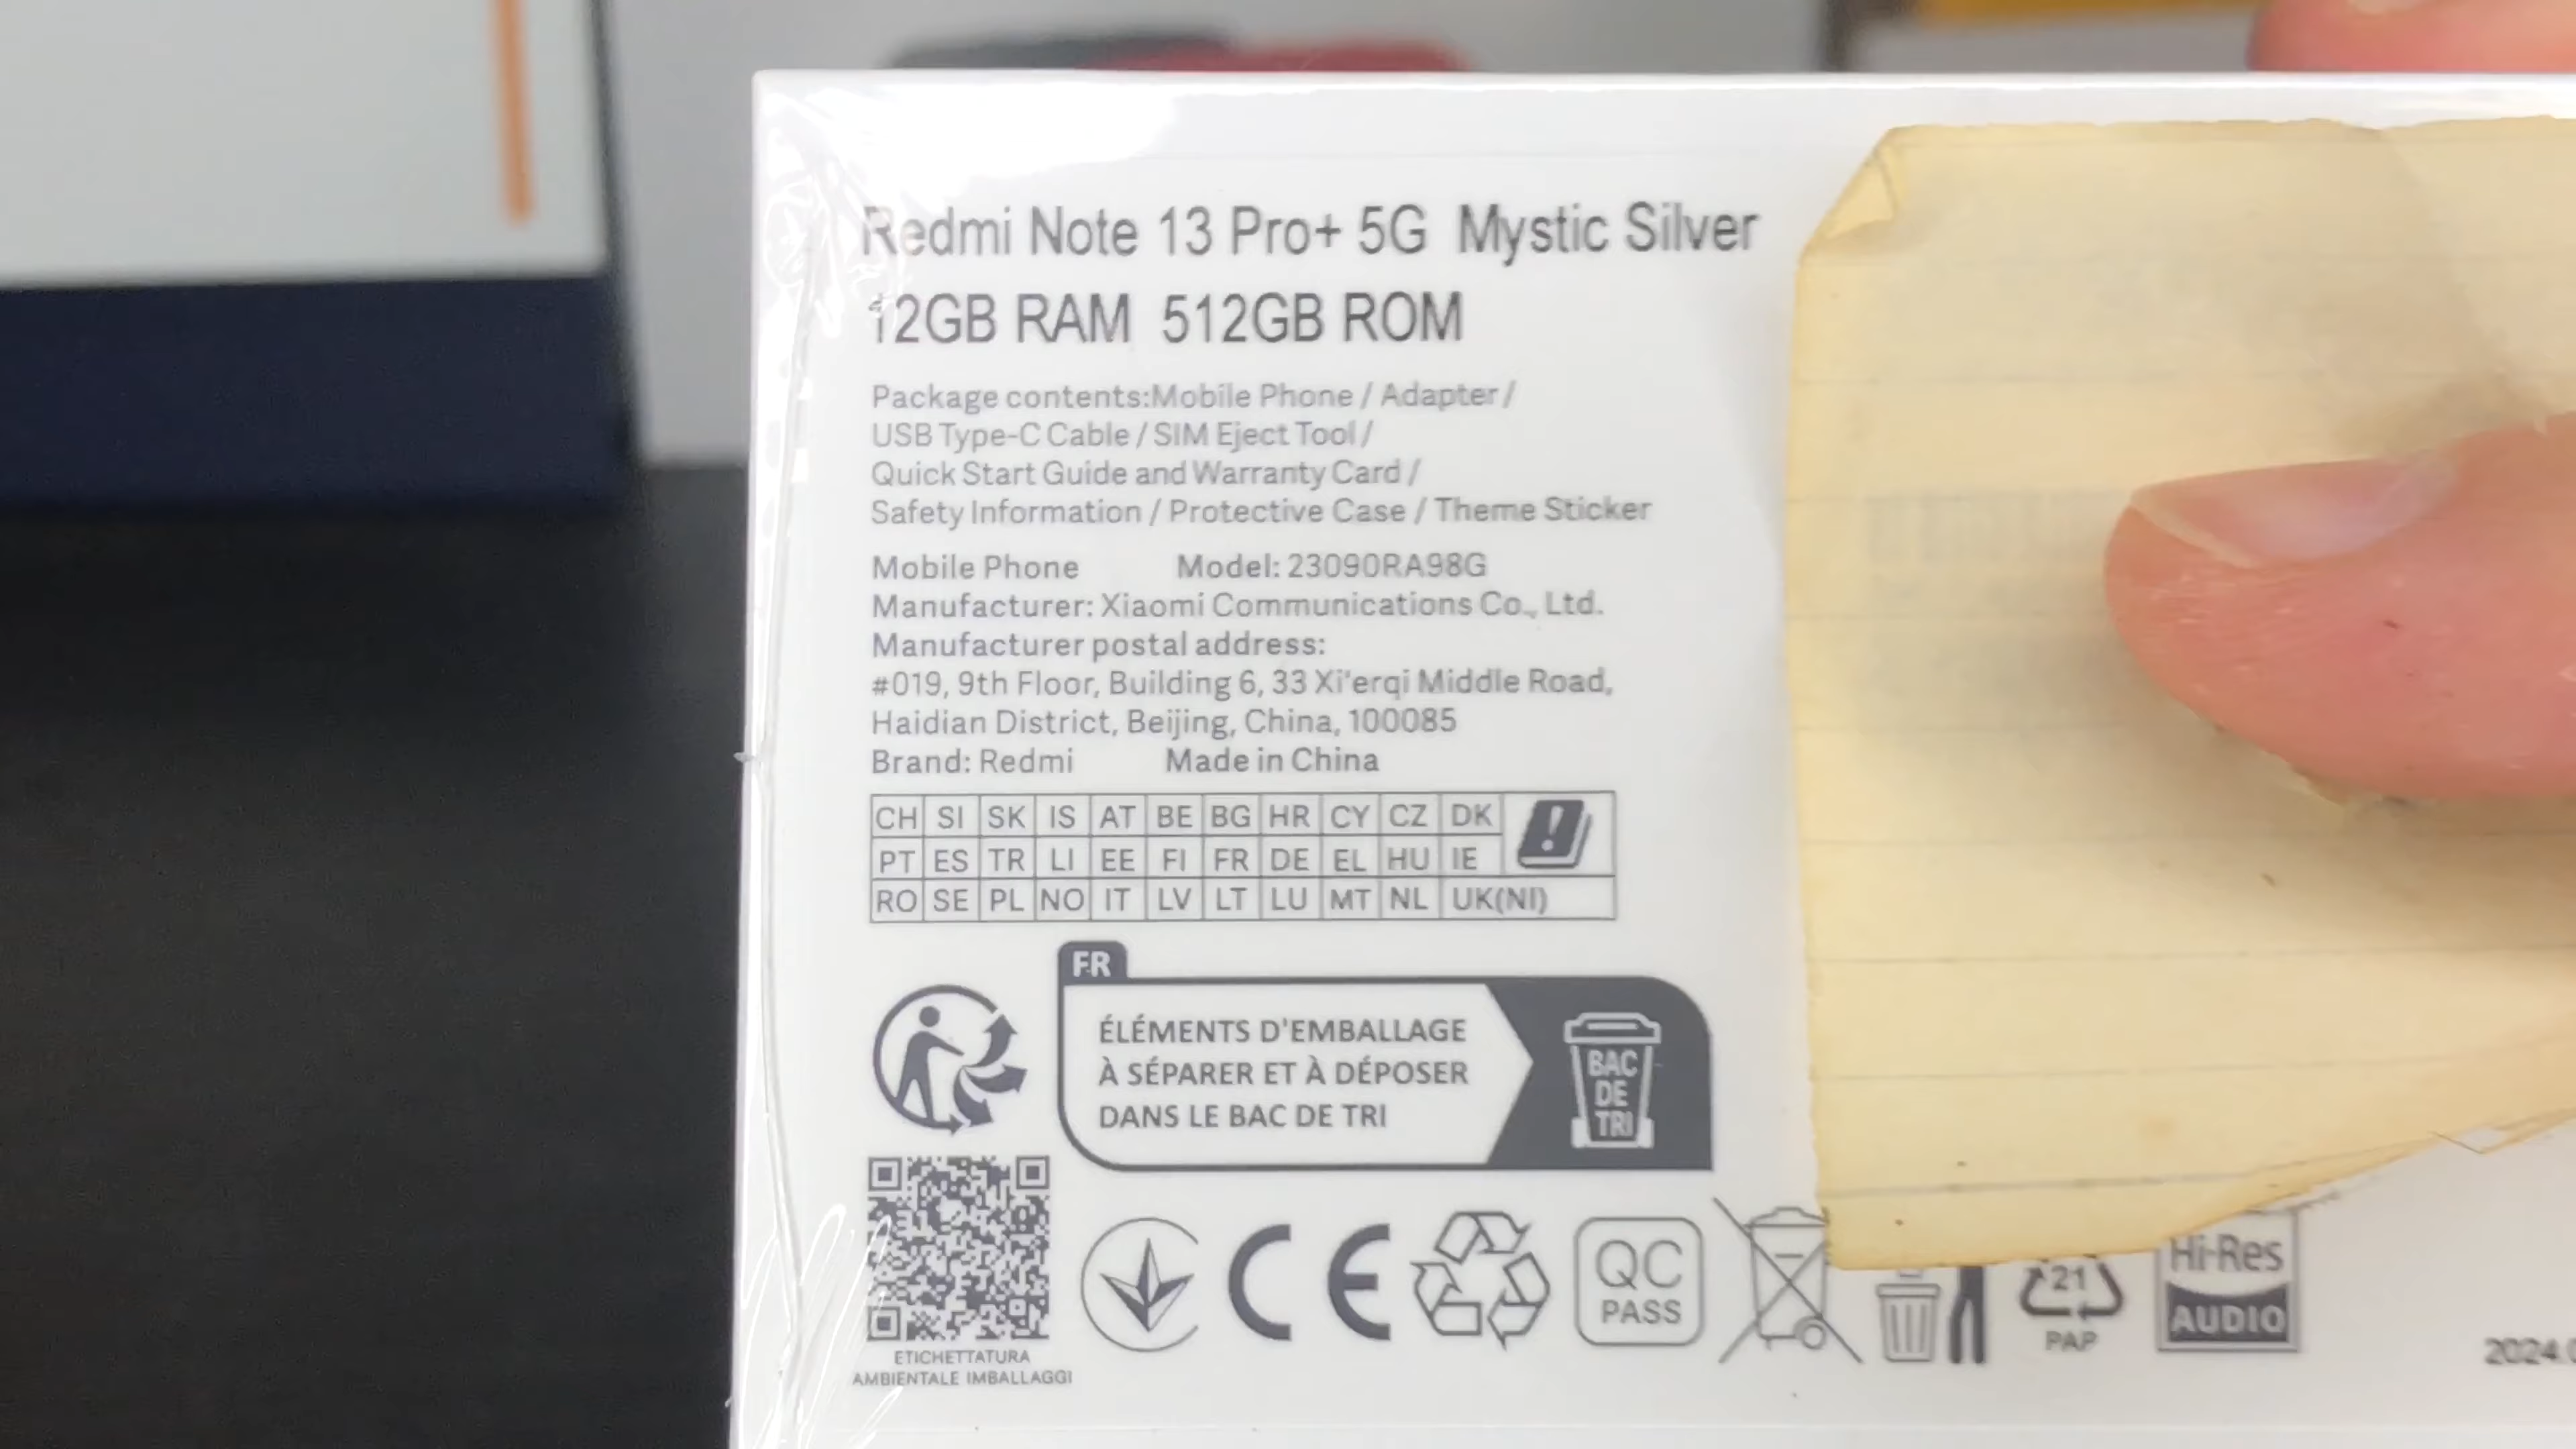 Redmi Note 13 Pro+ 5G Mystic Silver
12GB RAM 512GB ROM
Package contents:Mobile Phone / Adapter /
USB Type-C Cable / SIM Eject Tool /
Quick Start Guide and Warranty Card /
Safety Information / Protective Case / Theme Sticker
Mobile Phone Model: 23090RA98G
Manufacturer: Xiaomi Communications Co., Ltd.
Manufacturer postal address:
#019, 9th Floor, Building 6, 33 Xi'erqi Middle Road,
Haidian District, Beijing, China, 100085
Brand: Redmi Made in China
CH SI SK IS AT BE BG HR CY CZ DK
PT ES TR LI EE FI FR DE EL HU IE
RO SE PL NO IT LV LT LU MT NL UK(NI)
FR
ÉLÉMENTS D'EMBALLAGE
À SÉPARER ET À DÉPOSER
DANS LE BAC DE TRI
BAC
DE
TRI
ETICHETTATURA
AMBIENTALE IMBALLAGGI
CE
QC
PASS
21
PAP
Hi-Res
AUDIO
2024.